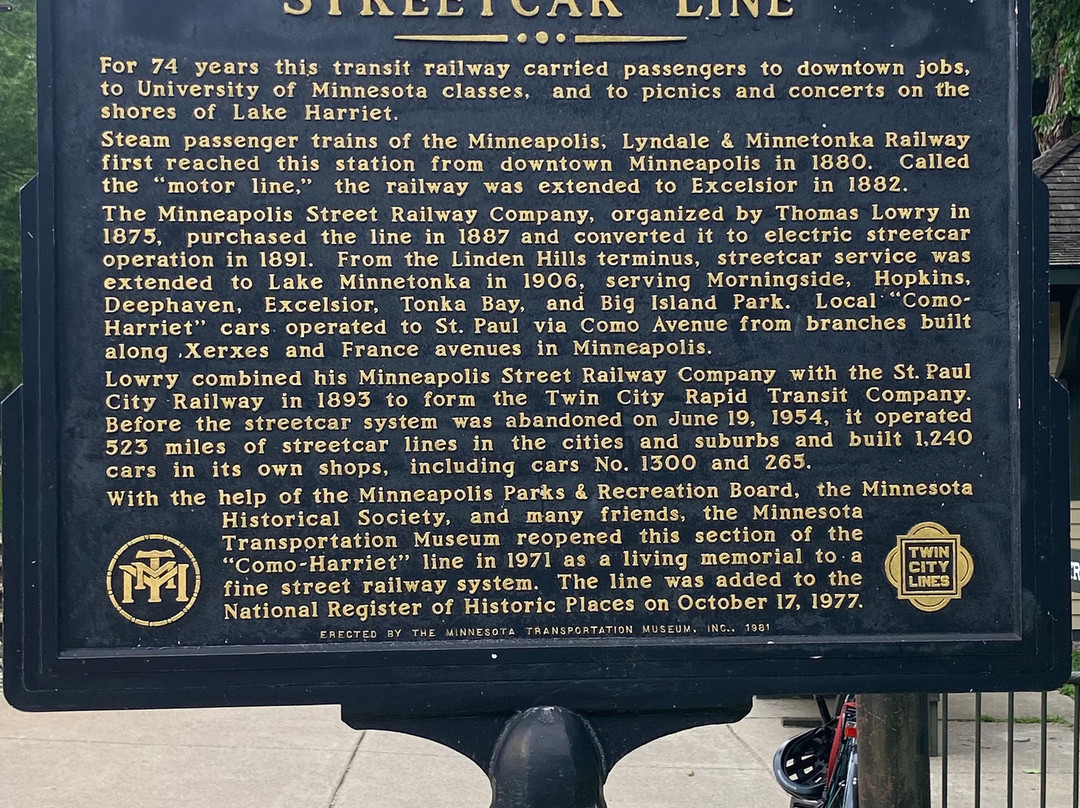 STREETCAR LINE
For 74 years this transit railway carried passengers to downtown jobs,
to University of Minnesota classes, and to picnics and concerts on the
shores of Lake Harriet.
Steam passenger trains of the Minneapolis, Lyndale & Minnetonka Railway
first reached this station from downtown Minneapolis in 1880. Called
the "motor line," the railway was extended to Excelsior in 1882.
The Minneapolis Street Railway Company, organized by Thomas Lowry in
1875, purchased the line in 1887 and converted it to electric streetcar
operation in 1891. From the Linden Hills terminus, streetcar service was
extended to Lake Minnetonka in 1906, serving Morningside, Hopkins,
Deephaven, Excelsior, Tonka Bay, and Big Island Park. Local "Como-
Harriet" cars operated to St. Paul via Como Avenue from branches built
along Xerxes and France avenues in Minneapolis.
Lowry combined his Minneapolis Street Railway Company with the St. Paul
City Railway in 1893 to form the Twin City Rapid Transit Company.
Before the streetcar system was abandoned on June 19, 1954, it operated
523 miles of streetcar lines in the cities and suburbs and built 1,240
cars in its own shops, including cars No. 1300 and 265.
With the help of the Minneapolis Parks & Recreation Board, the Minnesota
Historical Society, and many friends, the Minnesota
Transportation Museum reopened this section of the
"Como-Harriet" line in 1971 as a living memorial to a
fine street railway system. The line was added to the
National Register of Historic Places on October 17, 1977.
TWIN
CITY
LINES
ERECTED BY THE MINNESOTA TRANSPORTATION MUSEUM, INC., 1981